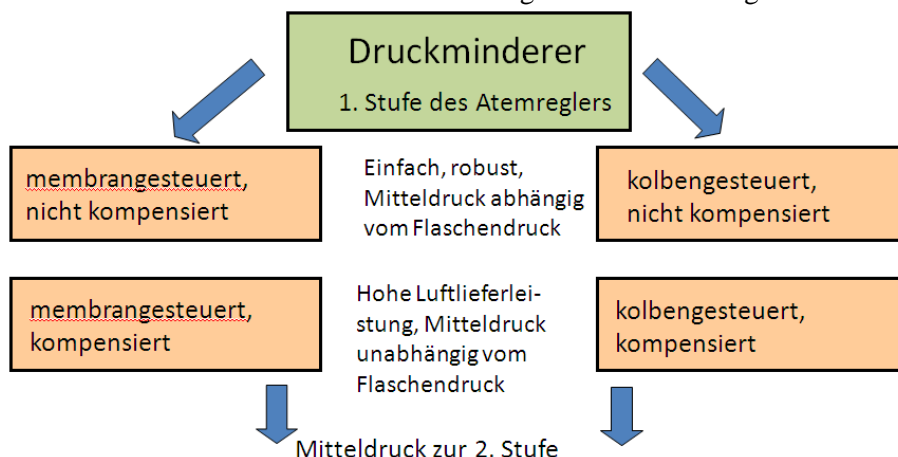 Druckminderer
1. Stufe des Atemreglers
membrangesteuert,
nicht kompensiert
Einfach, robust,
Mitteldruck abhängig
vom Flaschendruck
kolbengesteuert,
nicht kompensiert
membrangesteuert,
kompensiert
Hohe Luftlieferlei-
stung, Mitteldruck
unabhängig vom
Flaschendruck
kolbengesteuert,
kompensiert
Mitteldruck zur 2. Stufe